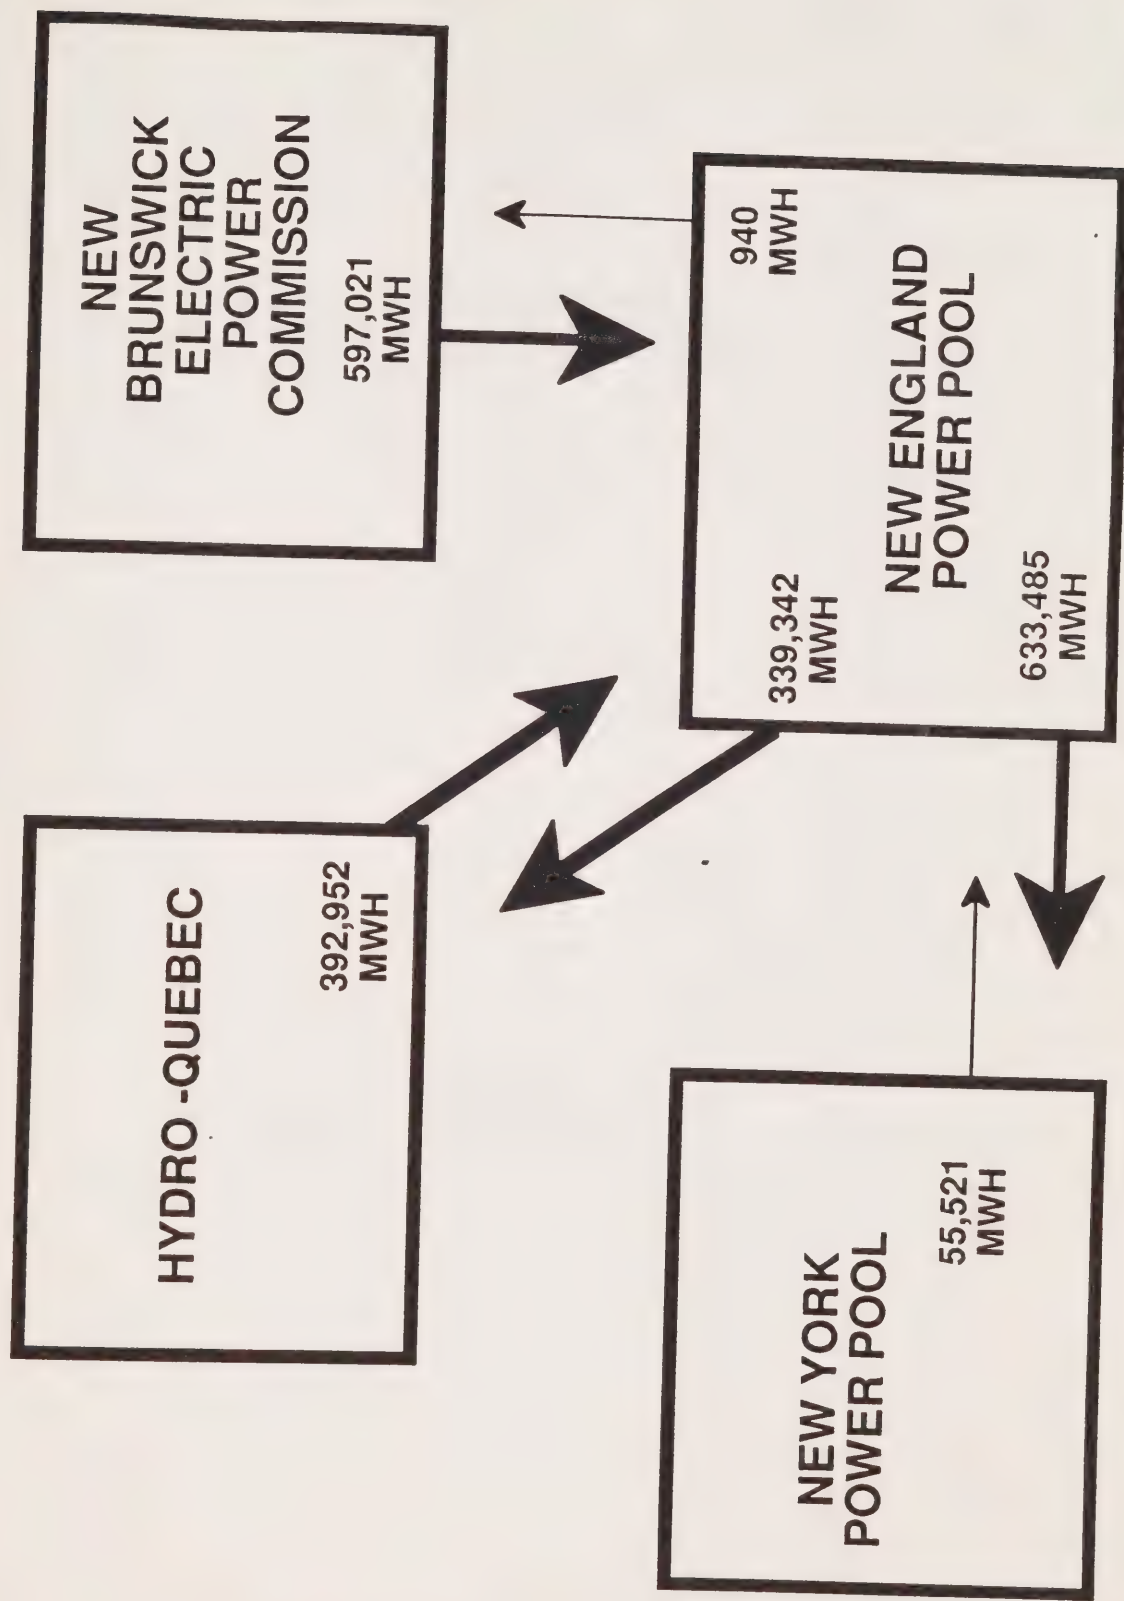 HYDRO -QUEBEC
392,952
MWH
NEW
BRUNSWICK
ELECTRIC
POWER
COMMISSION
597,021
MWH
NEW YORK
POWER POOL
55,521
MWH
339,342
MWH
940
MWH
NEW ENGLAND
POWER POOL
633,485
MWH